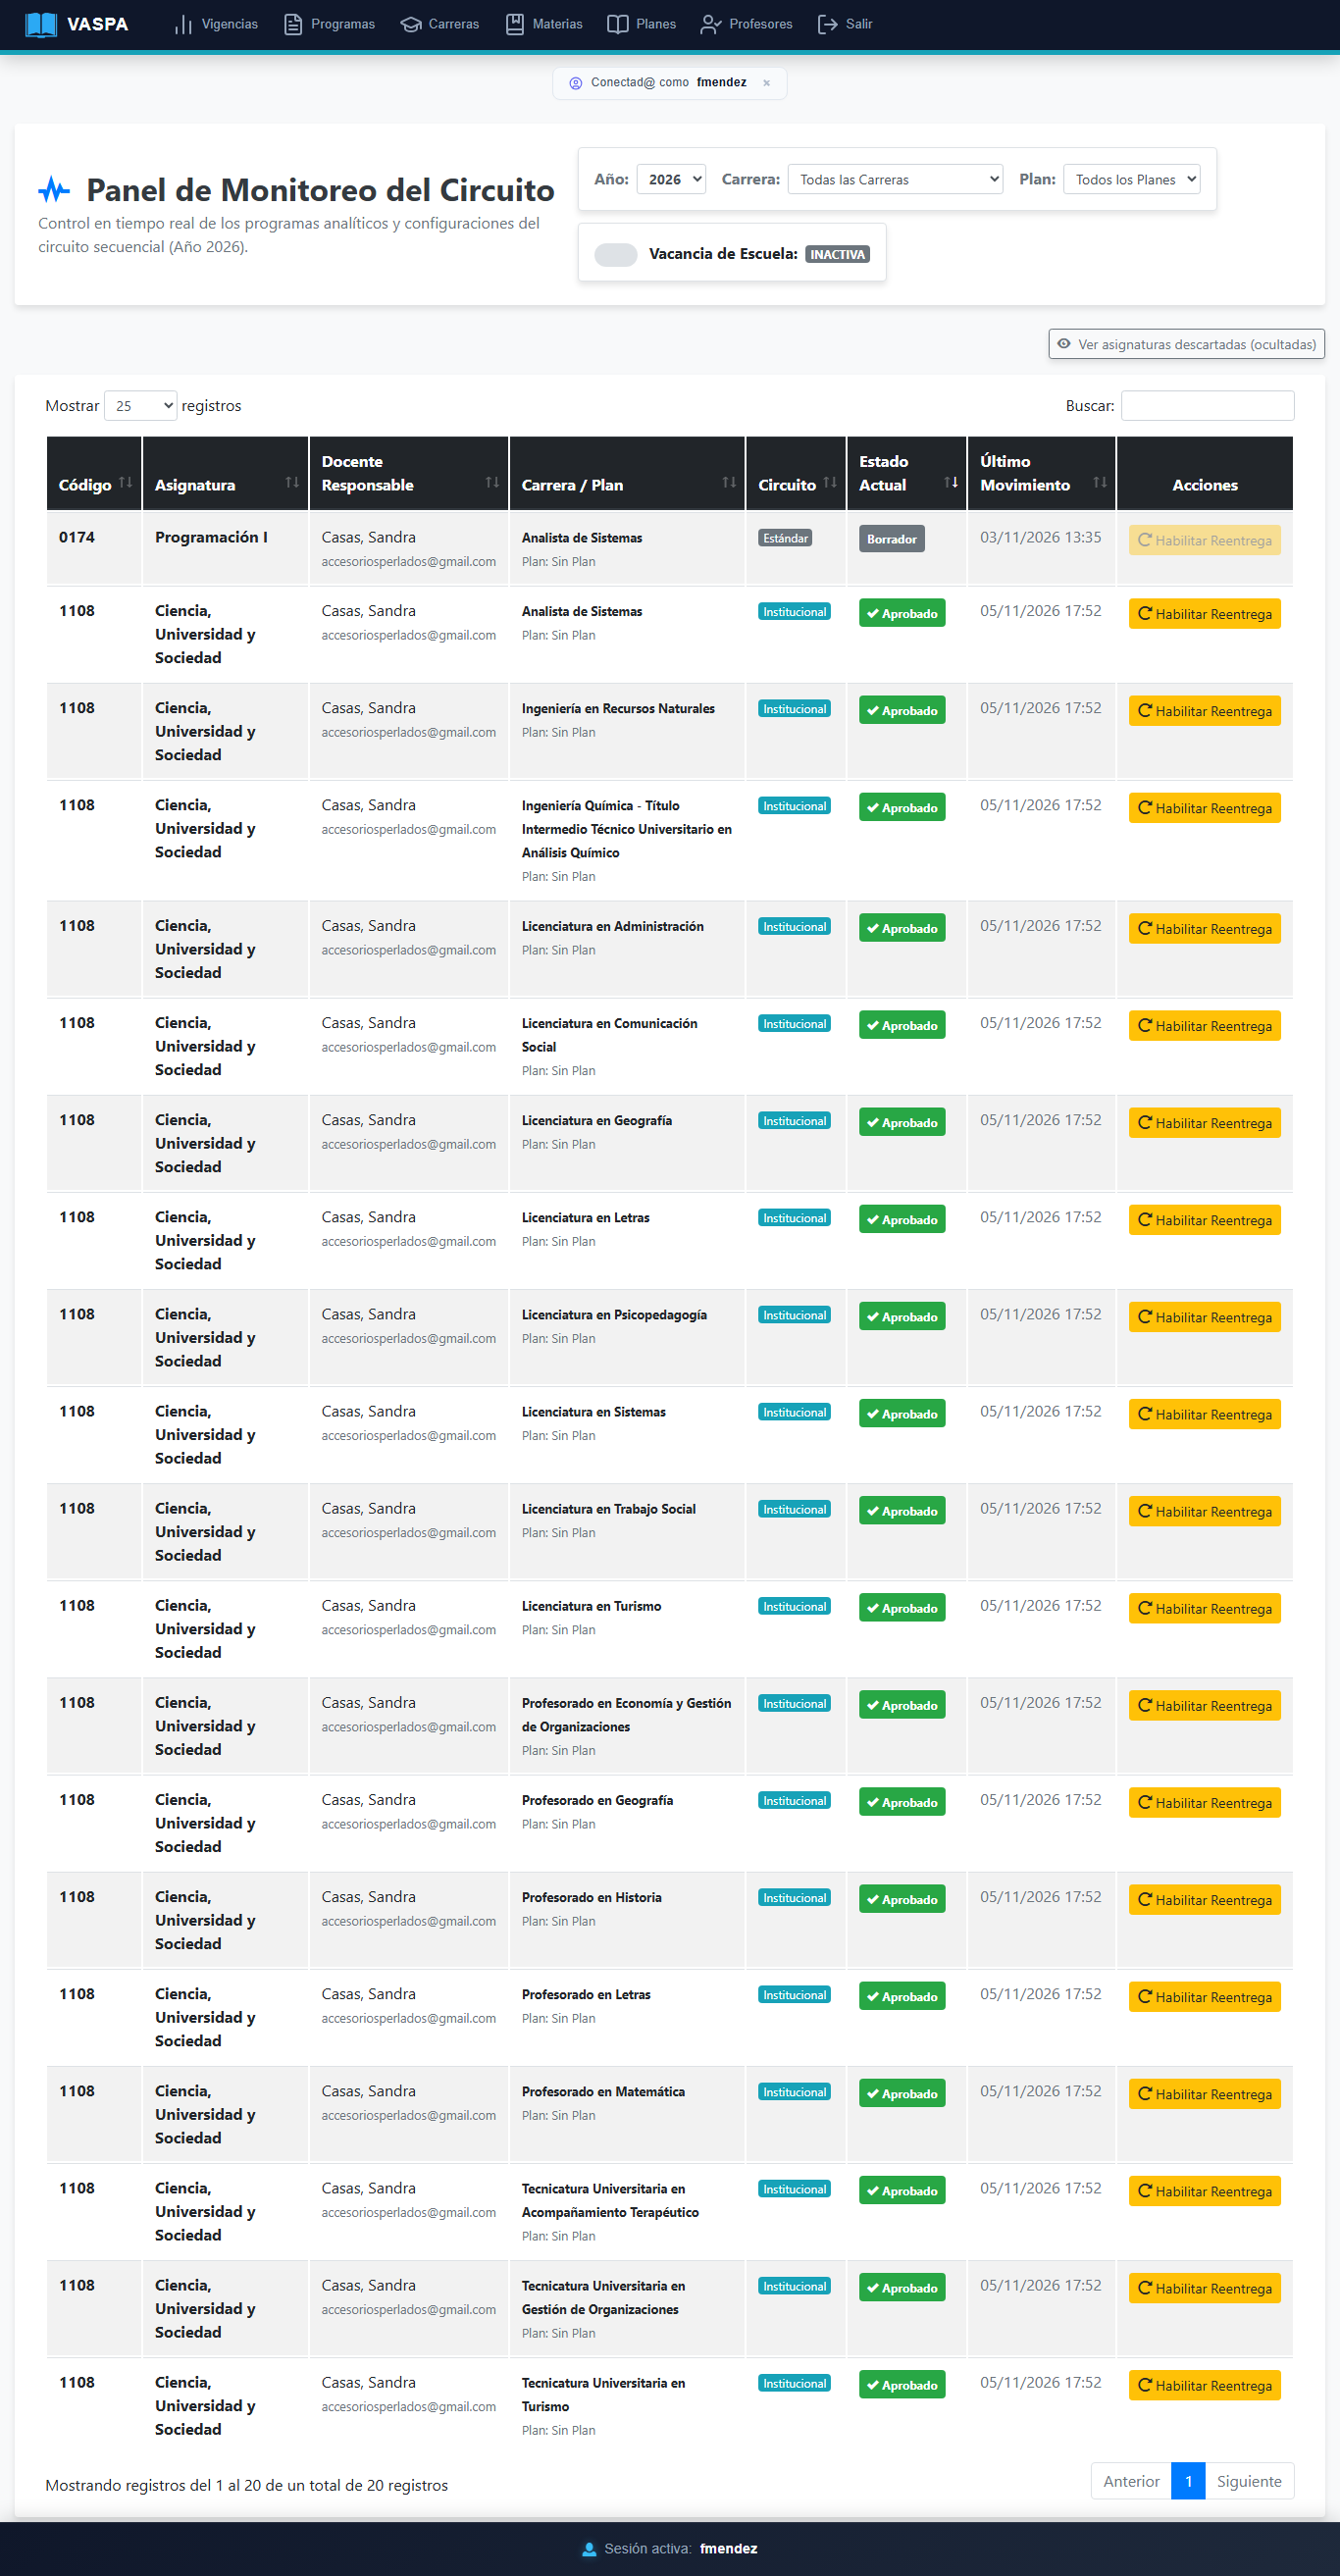 VASPA Vigencias Programas Carreras Materias Planes Profesores Salir
Conectad@ como fmendez ×
Panel de Monitoreo del Circuito
Control en tiempo real de los programas analíticos y configuraciones del
circuito secuencial (Año 2026).
Año: 2026 Carrera: Todas las Carreras Plan: Todos los Planes
Vacancia de Escuela: INACTIVA
Ver asignaturas descartadas (ocultadas)
Mostrar 25 registros Buscar:
Código Asignatura Docente Responsable Carrera / Plan Circuito Estado Actual Último Movimiento Acciones
0174 Programación I Casas, Sandra Analista de Sistemas Estándar Borrador 03/11/2026 13:35 Habilitar Reentrega
accesoriosperlados@gmail.com Plan: Sin Plan
1108 Ciencia, Casas, Sandra Analista de Sistemas Institucional Aprobado 05/11/2026 17:52 Habilitar Reentrega
Universidad y accesoriosperlados@gmail.com Plan: Sin Plan
Sociedad
1108 Ciencia, Casas, Sandra Ingeniería en Recursos Naturales Institucional Aprobado 05/11/2026 17:52 Habilitar Reentrega
Universidad y accesoriosperlados@gmail.com Plan: Sin Plan
Sociedad
1108 Ciencia, Casas, Sandra Ingeniería Química - Título Institucional Aprobado 05/11/2026 17:52 Habilitar Reentrega
Universidad y accesoriosperlados@gmail.com Intermedio Técnico Universitario en
Sociedad Análisis Químico
Plan: Sin Plan
1108 Ciencia, Casas, Sandra Licenciatura en Administración Institucional Aprobado 05/11/2026 17:52 Habilitar Reentrega
Universidad y accesoriosperlados@gmail.com Plan: Sin Plan
Sociedad
1108 Ciencia, Casas, Sandra Licenciatura en Comunicación Institucional Aprobado 05/11/2026 17:52 Habilitar Reentrega
Universidad y accesoriosperlados@gmail.com Social
Sociedad Plan: Sin Plan
1108 Ciencia, Casas, Sandra Licenciatura en Geografía Institucional Aprobado 05/11/2026 17:52 Habilitar Reentrega
Universidad y accesoriosperlados@gmail.com Plan: Sin Plan
Sociedad
1108 Ciencia, Casas, Sandra Licenciatura en Letras Institucional Aprobado 05/11/2026 17:52 Habilitar Reentrega
Universidad y accesoriosperlados@gmail.com Plan: Sin Plan
Sociedad
1108 Ciencia, Casas, Sandra Licenciatura en Psicopedagogía Institucional Aprobado 05/11/2026 17:52 Habilitar Reentrega
Universidad y accesoriosperlados@gmail.com Plan: Sin Plan
Sociedad
1108 Ciencia, Casas, Sandra Licenciatura en Sistemas Institucional Aprobado 05/11/2026 17:52 Habilitar Reentrega
Universidad y accesoriosperlados@gmail.com Plan: Sin Plan
Sociedad
1108 Ciencia, Casas, Sandra Licenciatura en Trabajo Social Institucional Aprobado 05/11/2026 17:52 Habilitar Reentrega
Universidad y accesoriosperlados@gmail.com Plan: Sin Plan
Sociedad
1108 Ciencia, Casas, Sandra Licenciatura en Turismo Institucional Aprobado 05/11/2026 17:52 Habilitar Reentrega
Universidad y accesoriosperlados@gmail.com Plan: Sin Plan
Sociedad
1108 Ciencia, Casas, Sandra Profesorado en Economía y Gestión Institucional Aprobado 05/11/2026 17:52 Habilitar Reentrega
Universidad y accesoriosperlados@gmail.com de Organizaciones
Sociedad Plan: Sin Plan
1108 Ciencia, Casas, Sandra Profesorado en Geografía Institucional Aprobado 05/11/2026 17:52 Habilitar Reentrega
Universidad y accesoriosperlados@gmail.com Plan: Sin Plan
Sociedad
1108 Ciencia, Casas, Sandra Profesorado en Historia Institucional Aprobado 05/11/2026 17:52 Habilitar Reentrega
Universidad y accesoriosperlados@gmail.com Plan: Sin Plan
Sociedad
1108 Ciencia, Casas, Sandra Profesorado en Letras Institucional Aprobado 05/11/2026 17:52 Habilitar Reentrega
Universidad y accesoriosperlados@gmail.com Plan: Sin Plan
Sociedad
1108 Ciencia, Casas, Sandra Profesorado en Matemática Institucional Aprobado 05/11/2026 17:52 Habilitar Reentrega
Universidad y accesoriosperlados@gmail.com Plan: Sin Plan
Sociedad
1108 Ciencia, Casas, Sandra Tecnicatura Universitaria en Institucional Aprobado 05/11/2026 17:52 Habilitar Reentrega
Universidad y accesoriosperlados@gmail.com Acompañamiento Terapéutico
Sociedad Plan: Sin Plan
1108 Ciencia, Casas, Sandra Tecnicatura Universitaria en Institucional Aprobado 05/11/2026 17:52 Habilitar Reentrega
Universidad y accesoriosperlados@gmail.com Gestión de Organizaciones
Sociedad Plan: Sin Plan
1108 Ciencia, Casas, Sandra Tecnicatura Universitaria en Institucional Aprobado 05/11/2026 17:52 Habilitar Reentrega
Universidad y accesoriosperlados@gmail.com Turismo
Sociedad Plan: Sin Plan
Mostrando registros del 1 al 20 de un total de 20 registros Anterior 1 Siguiente
Sesión activa: fmendez